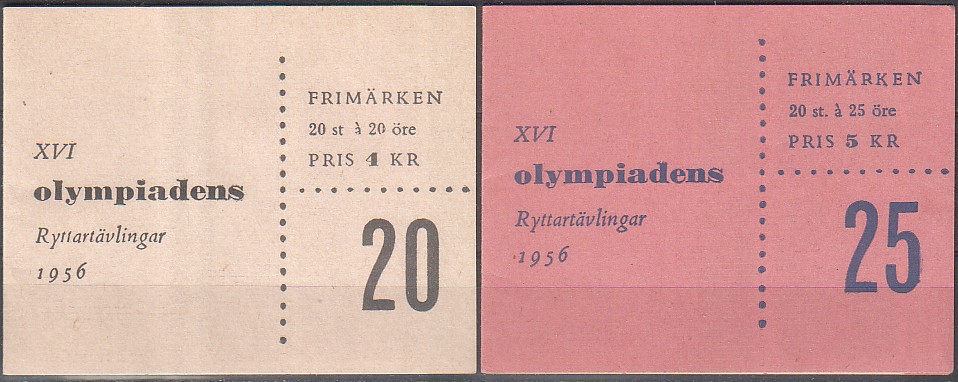 XVI
olympiadens
Ryttartävlingar
1956
FRIMÄRKEN
20 st à 20 öre
PRIS 4 KR
20
XVI
olympiadens
Ryttartävlingar
1956
FRIMÄRKEN
20 st. à 25 öre
PRIS 5 KR
25